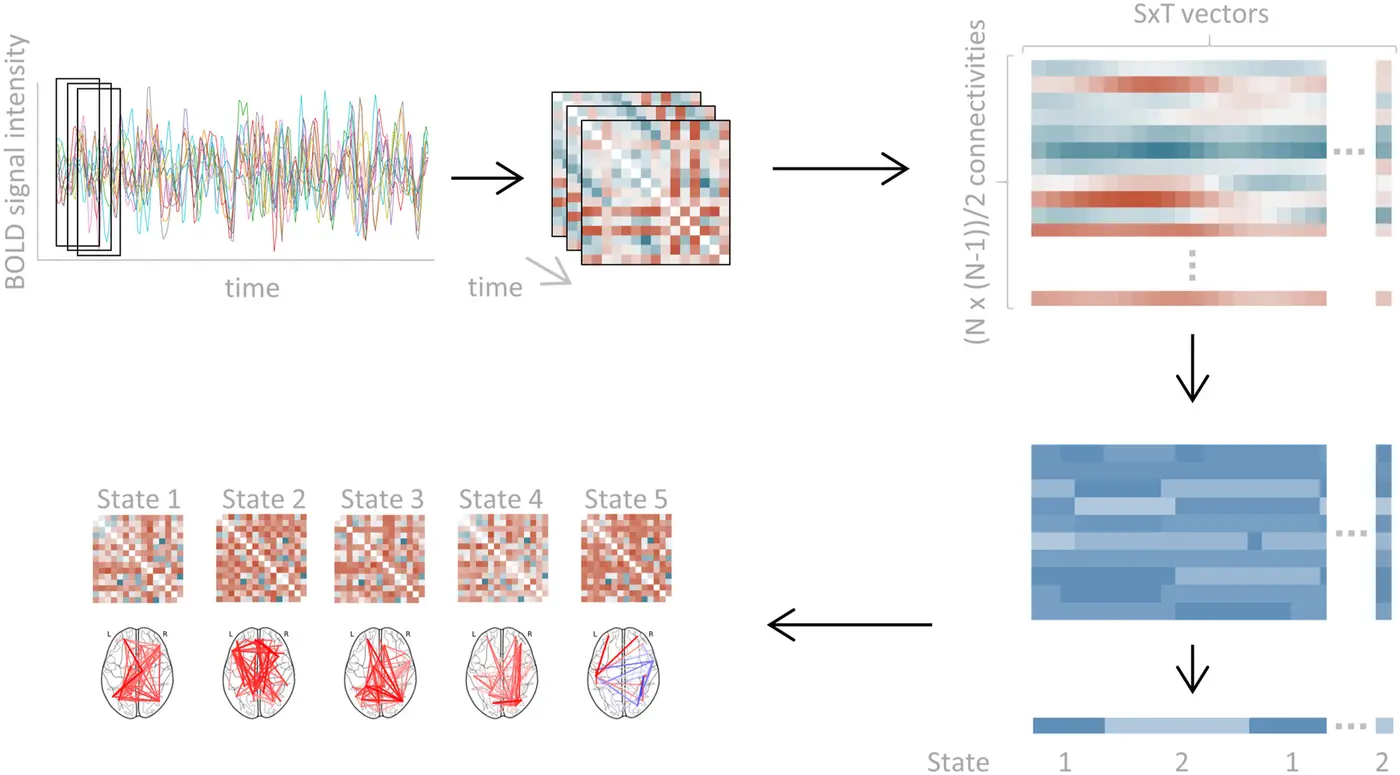 SxT vectors
BOLD signal intensity
(N x (N-1))/2 connectivities
time
time
State 1 State 2 State 3 State 4 State 5
L R L R L R L R L R
State 1 2 1 2